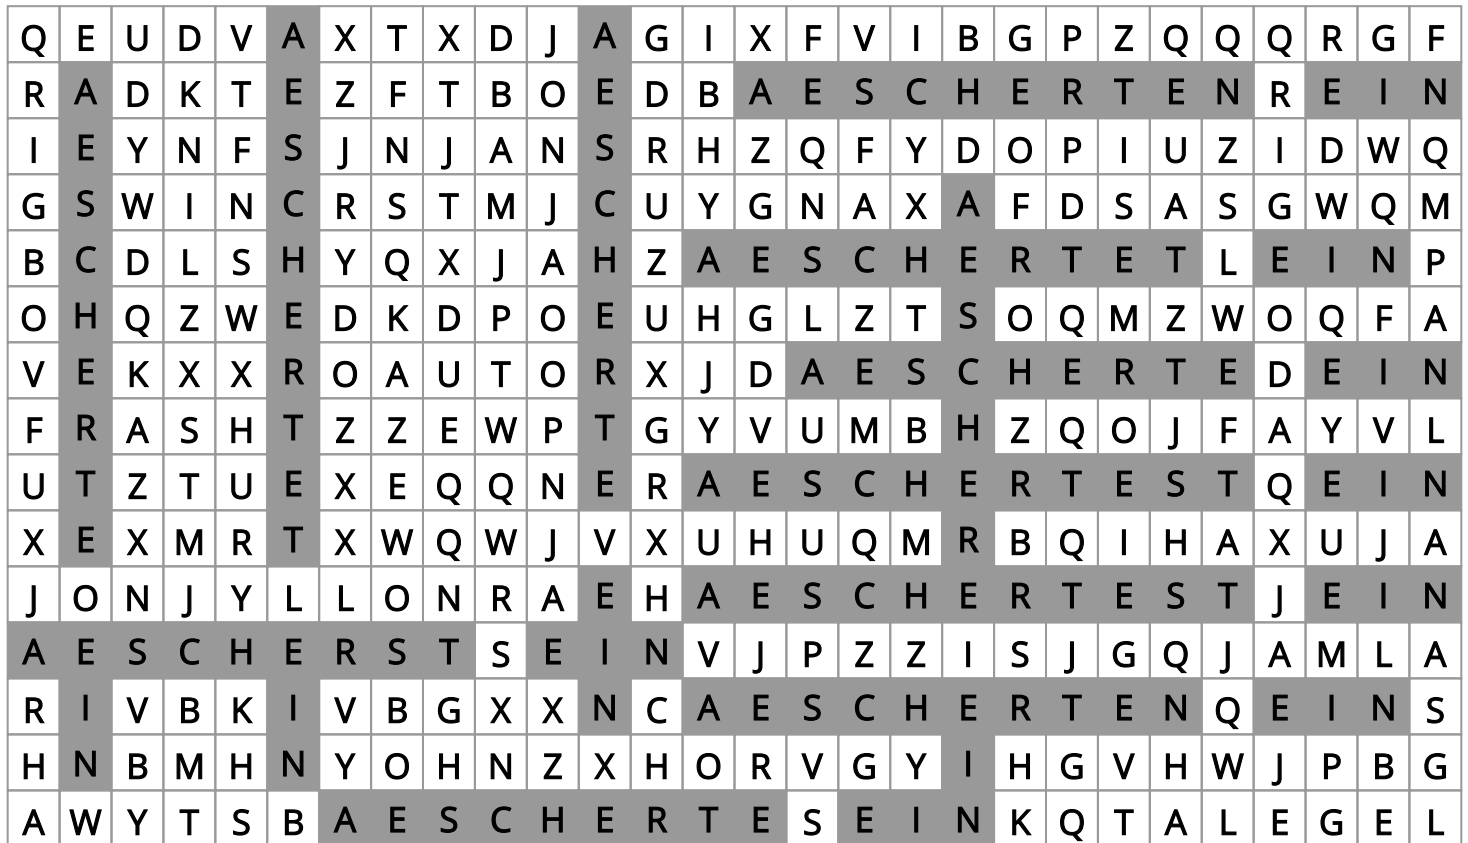 Q E U D V A X T X D J A G I X F V I B G P Z Q Q Q R G F
R A D K T E Z F T B O E D B A E S C H E R T E N R E I N
I E Y N F S J N J A N S R H Z Q F Y D O P I U Z I D W Q
G S W I N C R S T M J C U Y G N A X A F D S A S G W Q M
B C D L S H Y Q X J A H Z A E S C H E R T E T L E I N P
O H Q Z W E D K D P O E U H G L Z T S O Q M Z W O Q F A
V E K X X R O A U T O R X J D A E S C H E R T E D E I N
F R A S H T Z Z E W P T G Y V U M B H Z Q O J F A Y V L
U T Z T U E X E Q Q N E R A E S C H E R T E S T Q E I N
X E X M R T X W Q W J V X U H U Q M R B Q I H A X U J A
J O N J Y L L O N R A E H A E S C H E R T E S T J E I N
A E S C H E R S T S E I N V J P Z Z I S J G Q J A M L A
R I V B K I V B G X X N C A E S C H E R T E N Q E I N S
H N B M H N Y O H N Z X H O R V G Y I H G V H W J P B G
A W Y T S B A E S C H E R T E S E I N K Q T A L E G E L